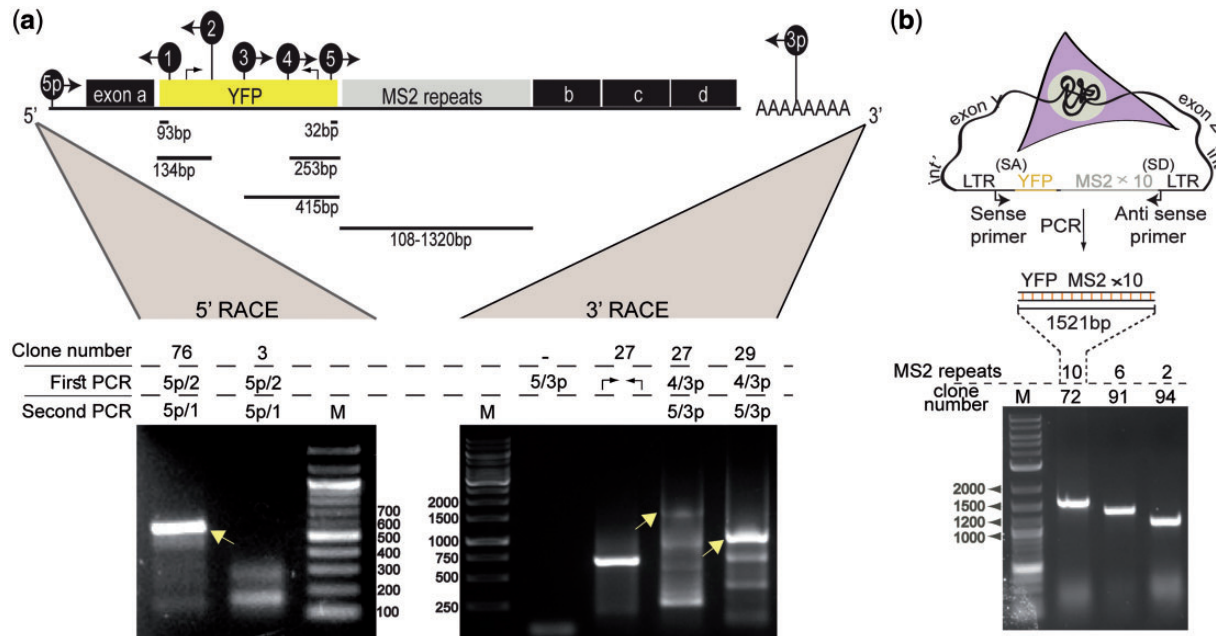 (a)
2
1 3 4 5 3p
5p
exon a YFP MS2 repeats b c d AAAAAAAA
5' 3'
93bp 32bp
134bp 253bp
415bp
108-1320bp
5' RACE 3' RACE
Clone number 76 3 - 27 27 29
First PCR 5p/2 5p/2 5/3p 4/3p 4/3p
Second PCR 5p/1 5p/1 M M 5/3p 5/3p
700
600
500
400
300
200
100
2000
1500
1000
750
500
250
(b)
exon Y exon Z
int'
(SA) (SD)
LTR YFP MS2 × 10 LTR
Sense primer PCR Anti sense primer
YFP MS2 ×10
1521bp
MS2 repeats 10 6 2
clone number M 72 91 94
2000
1500
1200
1000